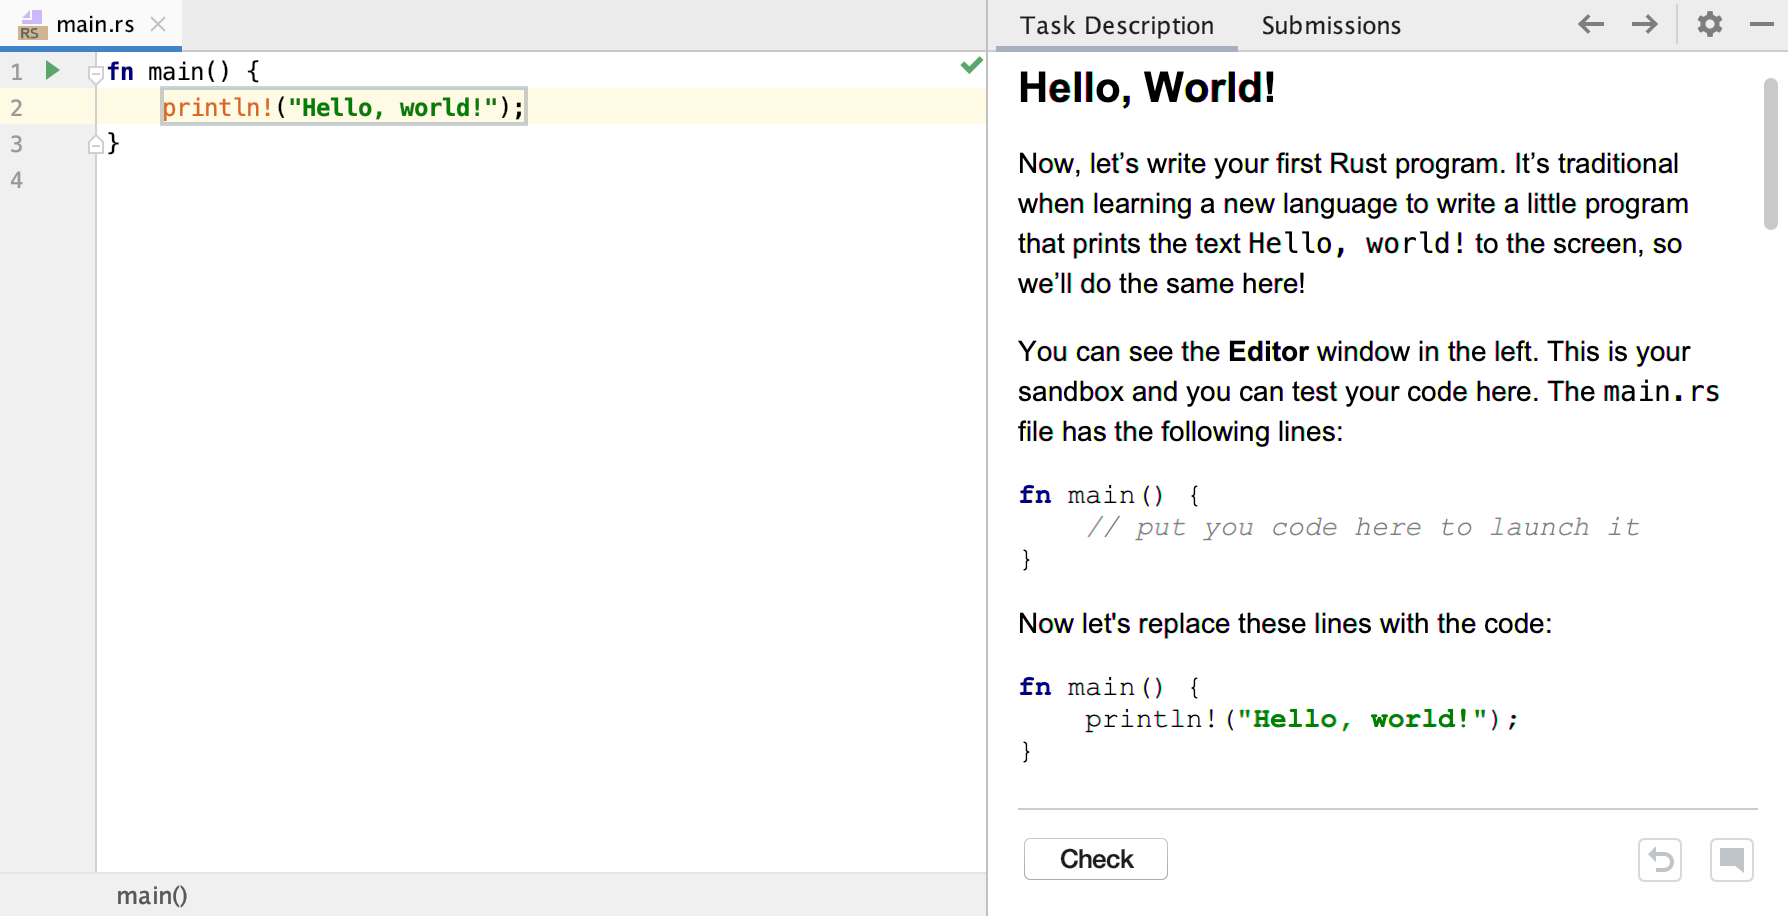 RS main.rs
1 fn main() {
2 println!("Hello, world!");
3 }
4
main()
Task Description Submissions
Hello, World!
Now, let’s write your first Rust program. It’s traditional
when learning a new language to write a little program
that prints the text Hello, world! to the screen, so
we’ll do the same here!
You can see the Editor window in the left. This is your
sandbox and you can test your code here. The main.rs
file has the following lines:
fn main() {
// put you code here to launch it
}
Now let's replace these lines with the code:
fn main() {
println!("Hello, world!");
}
Check